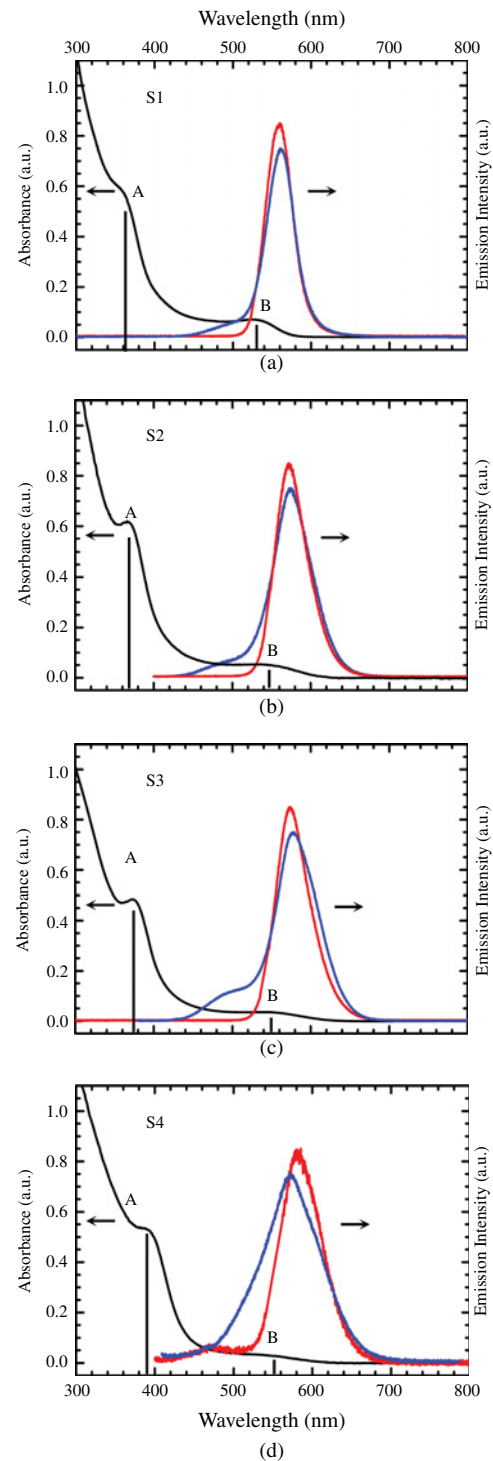 Wavelength (nm)
300 400 500 600 700 800
1.0
0.8
0.6
0.4
0.2
0.0
Absorbance (a.u.)
S1
A
B
Emission Intensity (a.u.)
(a)
1.0
0.8
0.6
0.4
0.2
0.0
Absorbance (a.u.)
S2
A
B
Emission Intensity (a.u.)
(b)
1.0
0.8
0.6
0.4
0.2
0.0
Absorbance (a.u.)
S3
A
B
Emission Intensity (a.u.)
(c)
1.0
0.8
0.6
0.4
0.2
0.0
Absorbance (a.u.)
S4
A
B
Emission Intensity (a.u.)
300 400 500 600 700 800
Wavelength (nm)
(d)